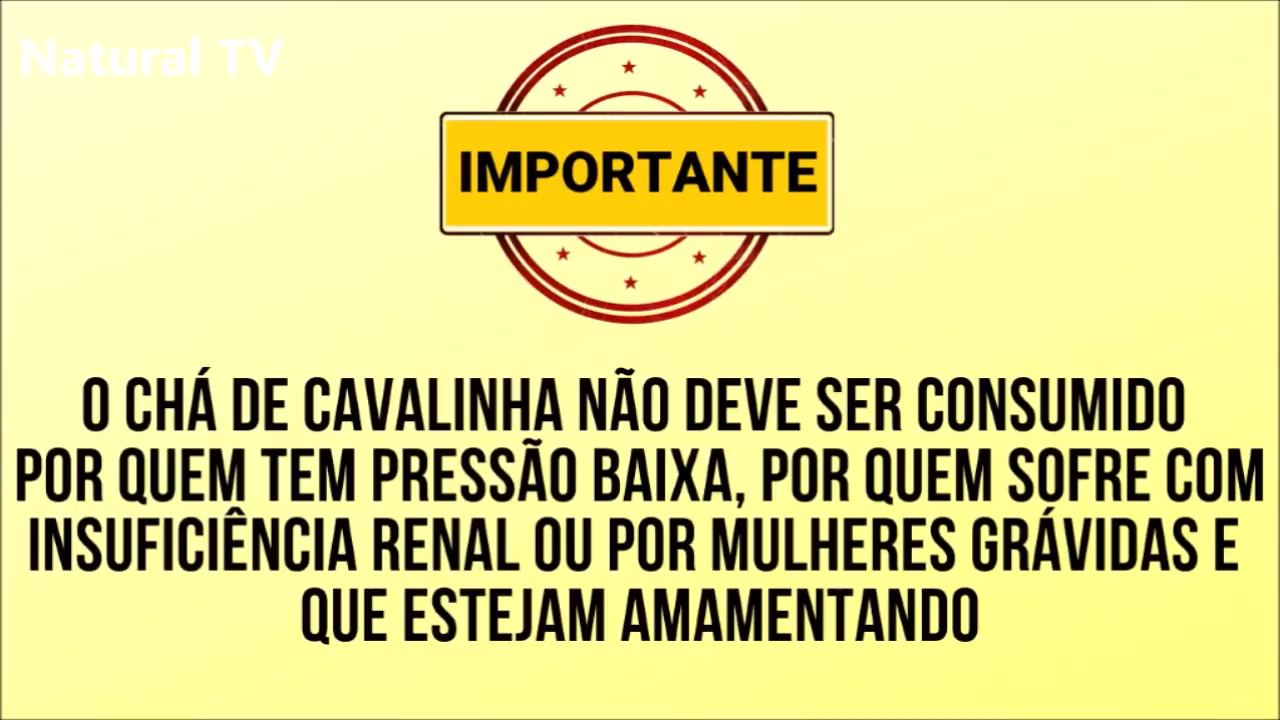 Natural TV
IMPORTANTE
O CHÁ DE CAVALINHA NÃO DEVE SER CONSUMIDO
POR QUEM TEM PRESSÃO BAIXA, POR QUEM SOFRE COM
INSUFICIÊNCIA RENAL OU POR MULHERES GRÁVIDAS E
QUE ESTEJAM AMAMENTANDO